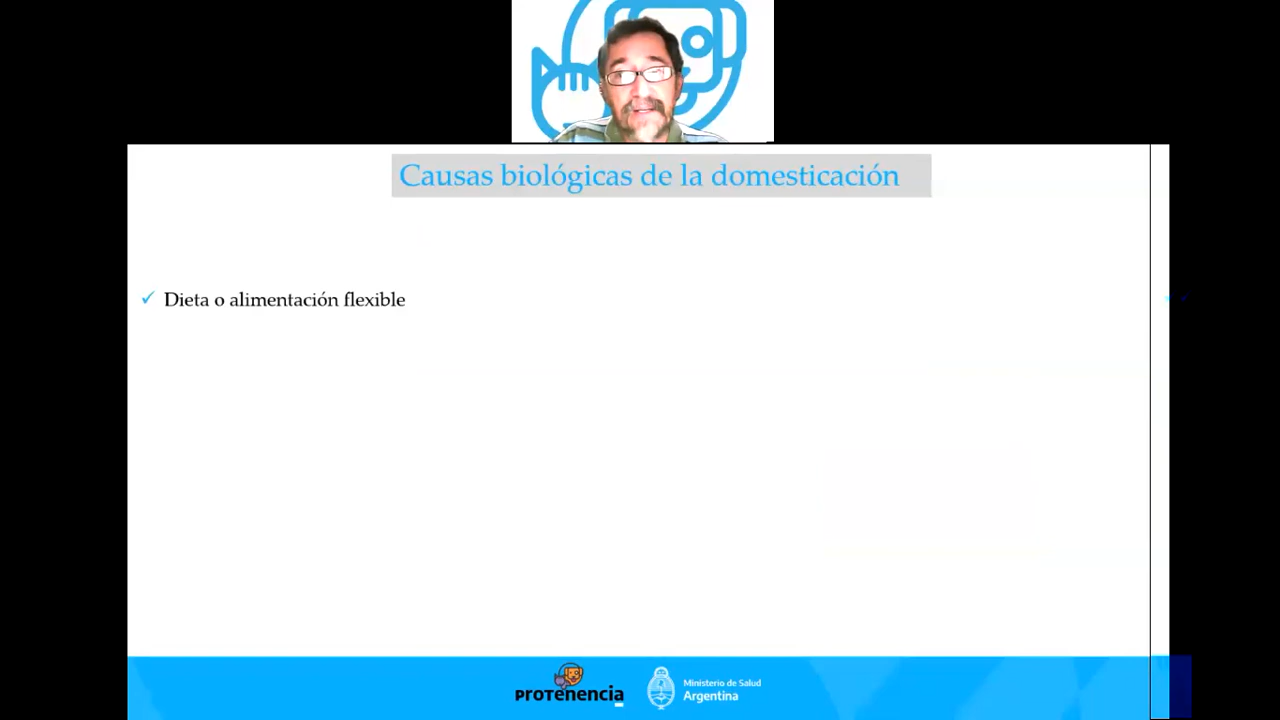 Causas biológicas de la domesticación
✓ Dieta o alimentación flexible
PROTENENCIA
Ministerio de Salud
Argentina